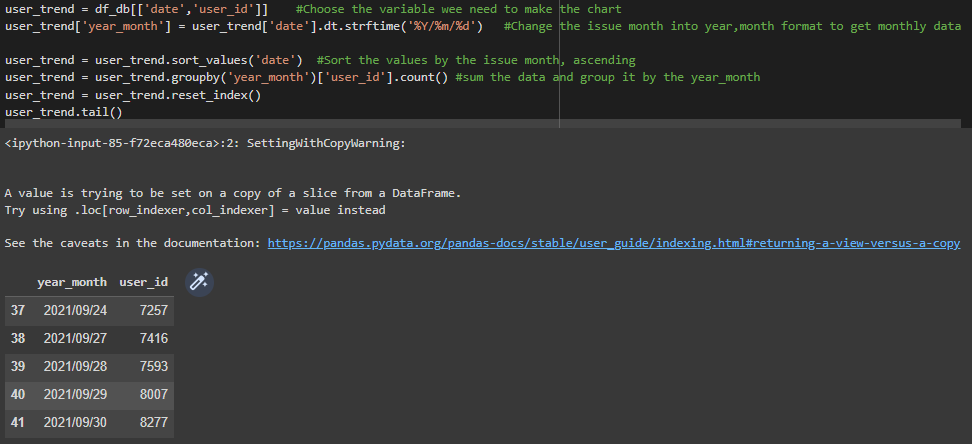 user_trend = df_db[['date','user_id']]    #Choose the variable wee need to make the chart
user_trend['year_month'] = user_trend['date'].dt.strftime('%Y/%m/%d')   #Change the issue month into year,month format to get monthly data
user_trend = user_trend.sort_values('date')  #Sort the values by the issue month, ascending
user_trend = user_trend.groupby('year_month')['user_id'].count() #sum the data and group it by the year_month
user_trend = user_trend.reset_index()
user_trend.tail()
<ipython-input-85-f72eca480eca>:2: SettingWithCopyWarning:
A value is trying to be set on a copy of a slice from a DataFrame.
Try using .loc[row_indexer,col_indexer] = value instead
See the caveats in the documentation: https://pandas.pydata.org/pandas-docs/stable/user_guide/indexing.html#returning-a-view-versus-a-copy
year_month user_id
37 2021/09/24 7257
38 2021/09/27 7416
39 2021/09/28 7593
40 2021/09/29 8007
41 2021/09/30 8277